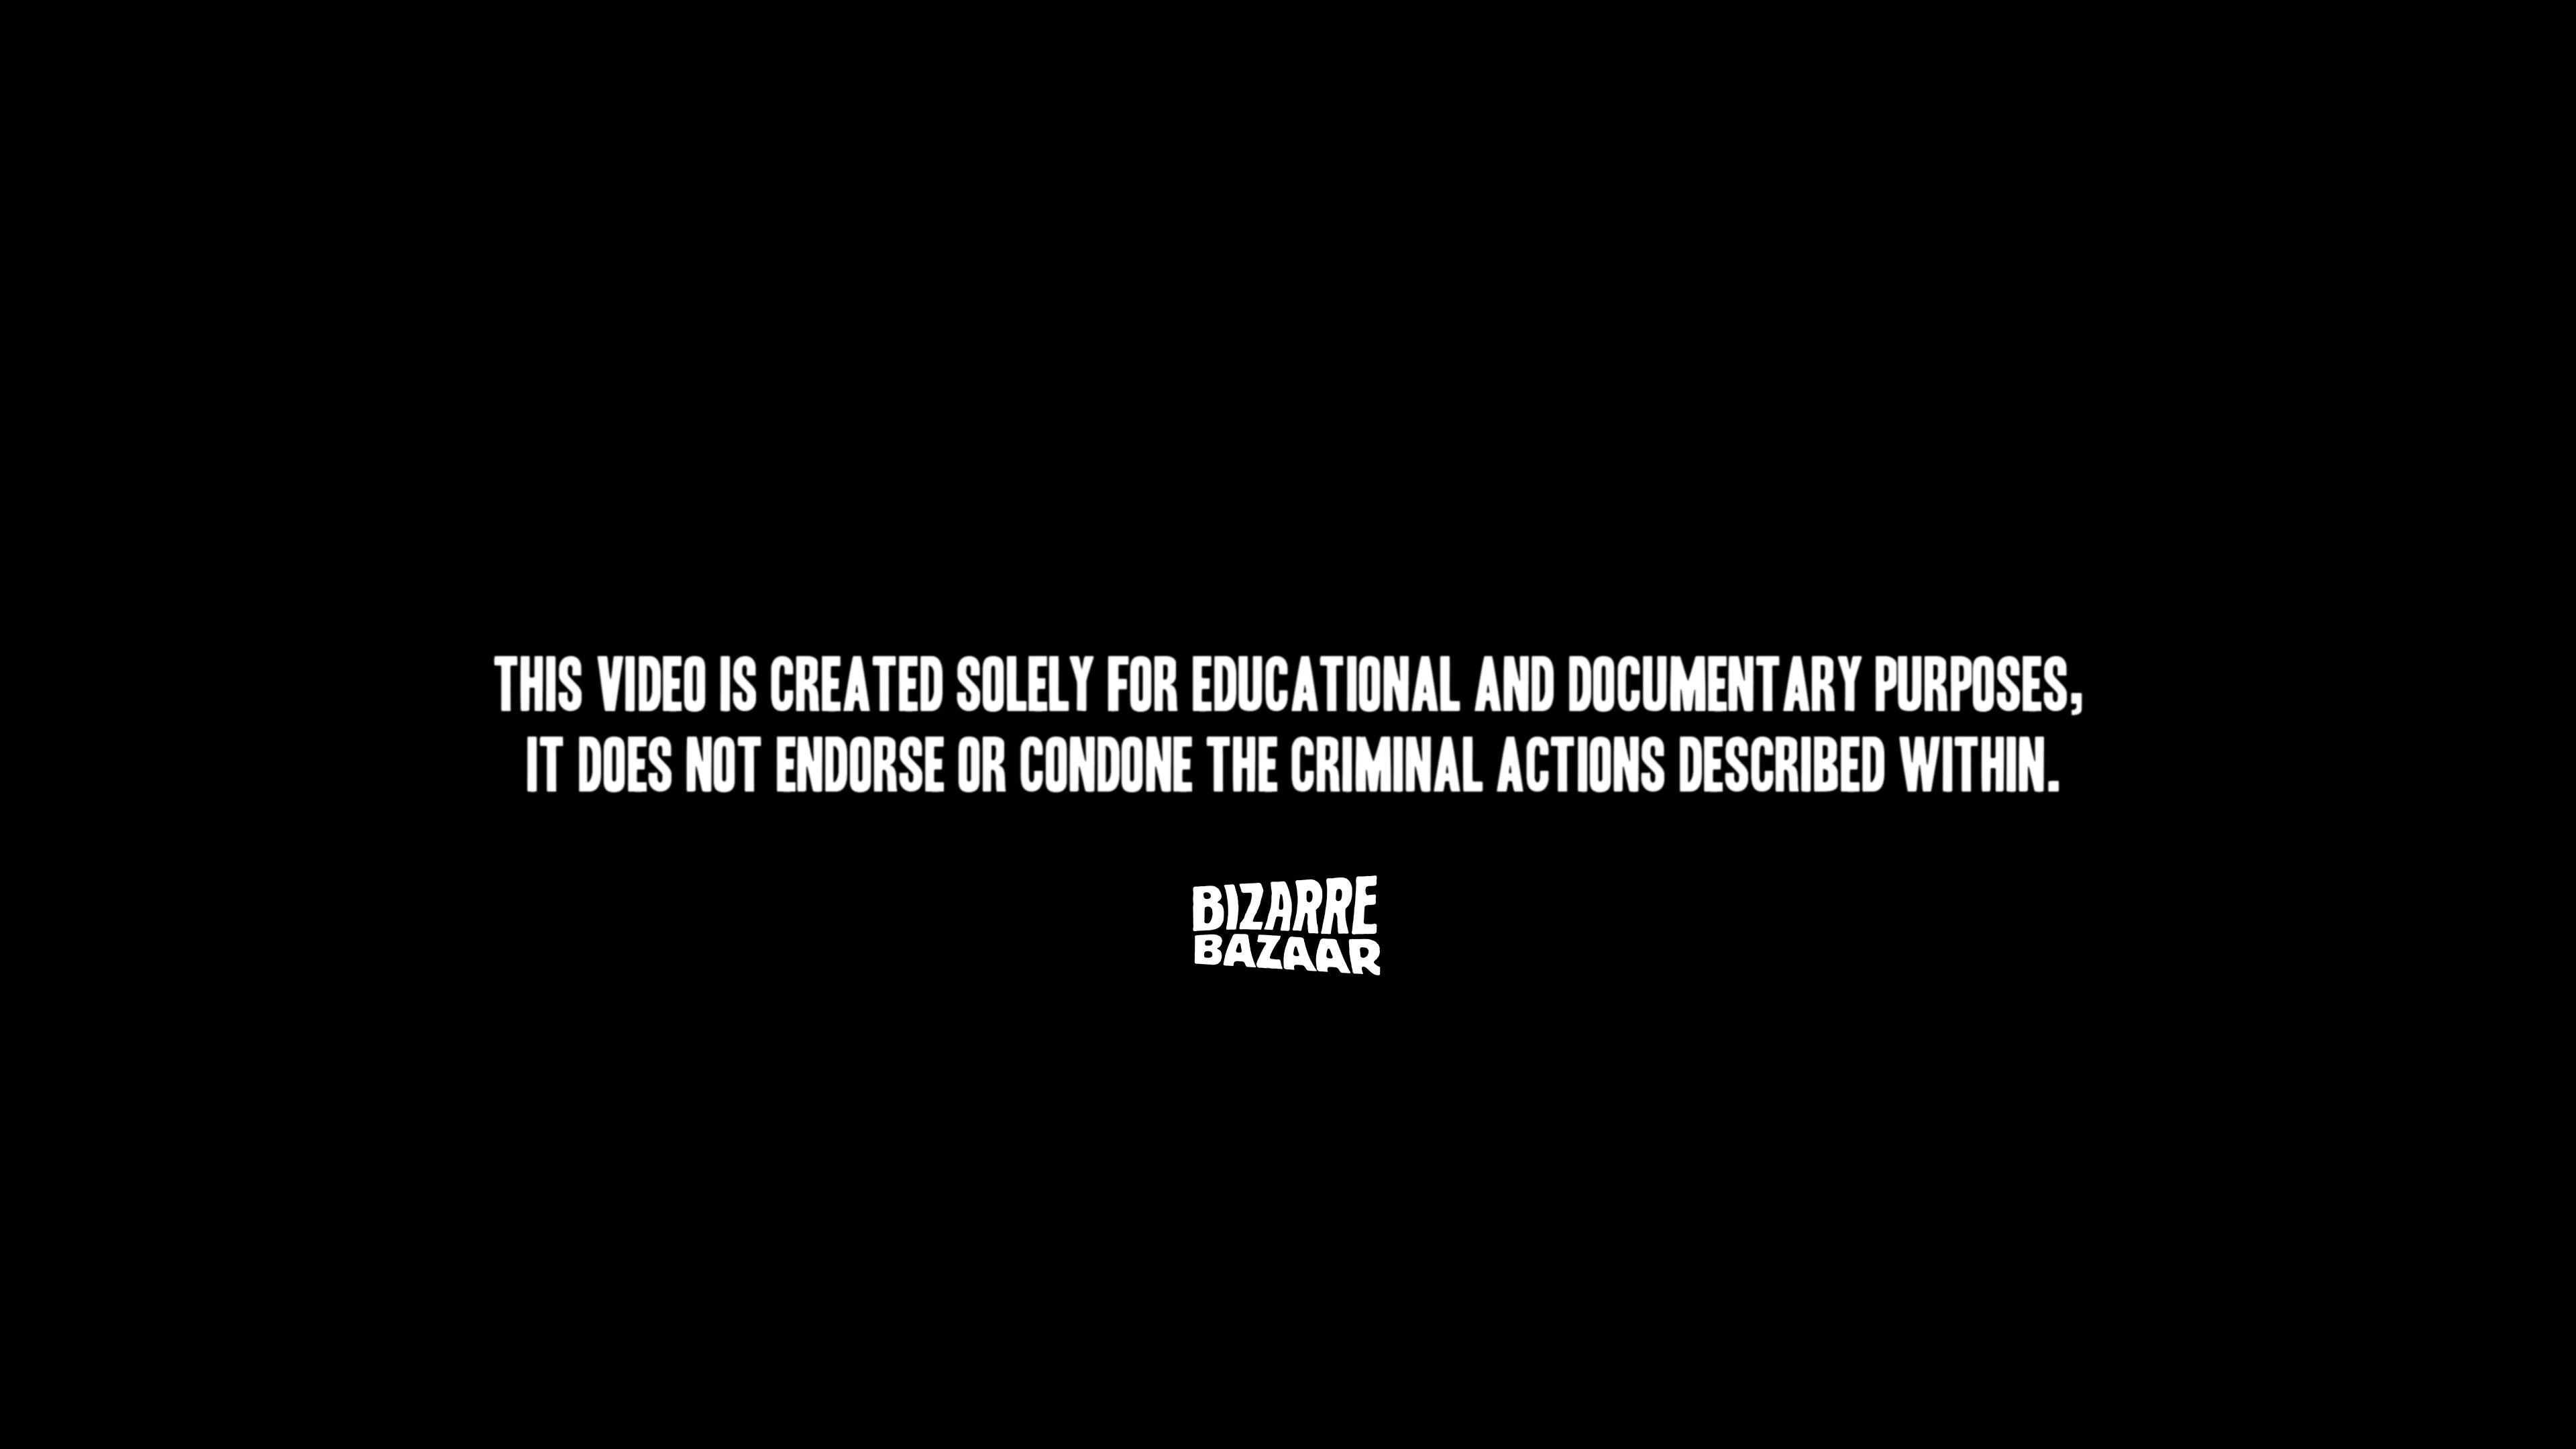 THIS VIDEO IS CREATED SOLELY FOR EDUCATIONAL AND DOCUMENTARY PURPOSES,
IT DOES NOT ENDORSE OR CONDONE THE CRIMINAL ACTIONS DESCRIBED WITHIN.
BIZARRE
BAZAAR